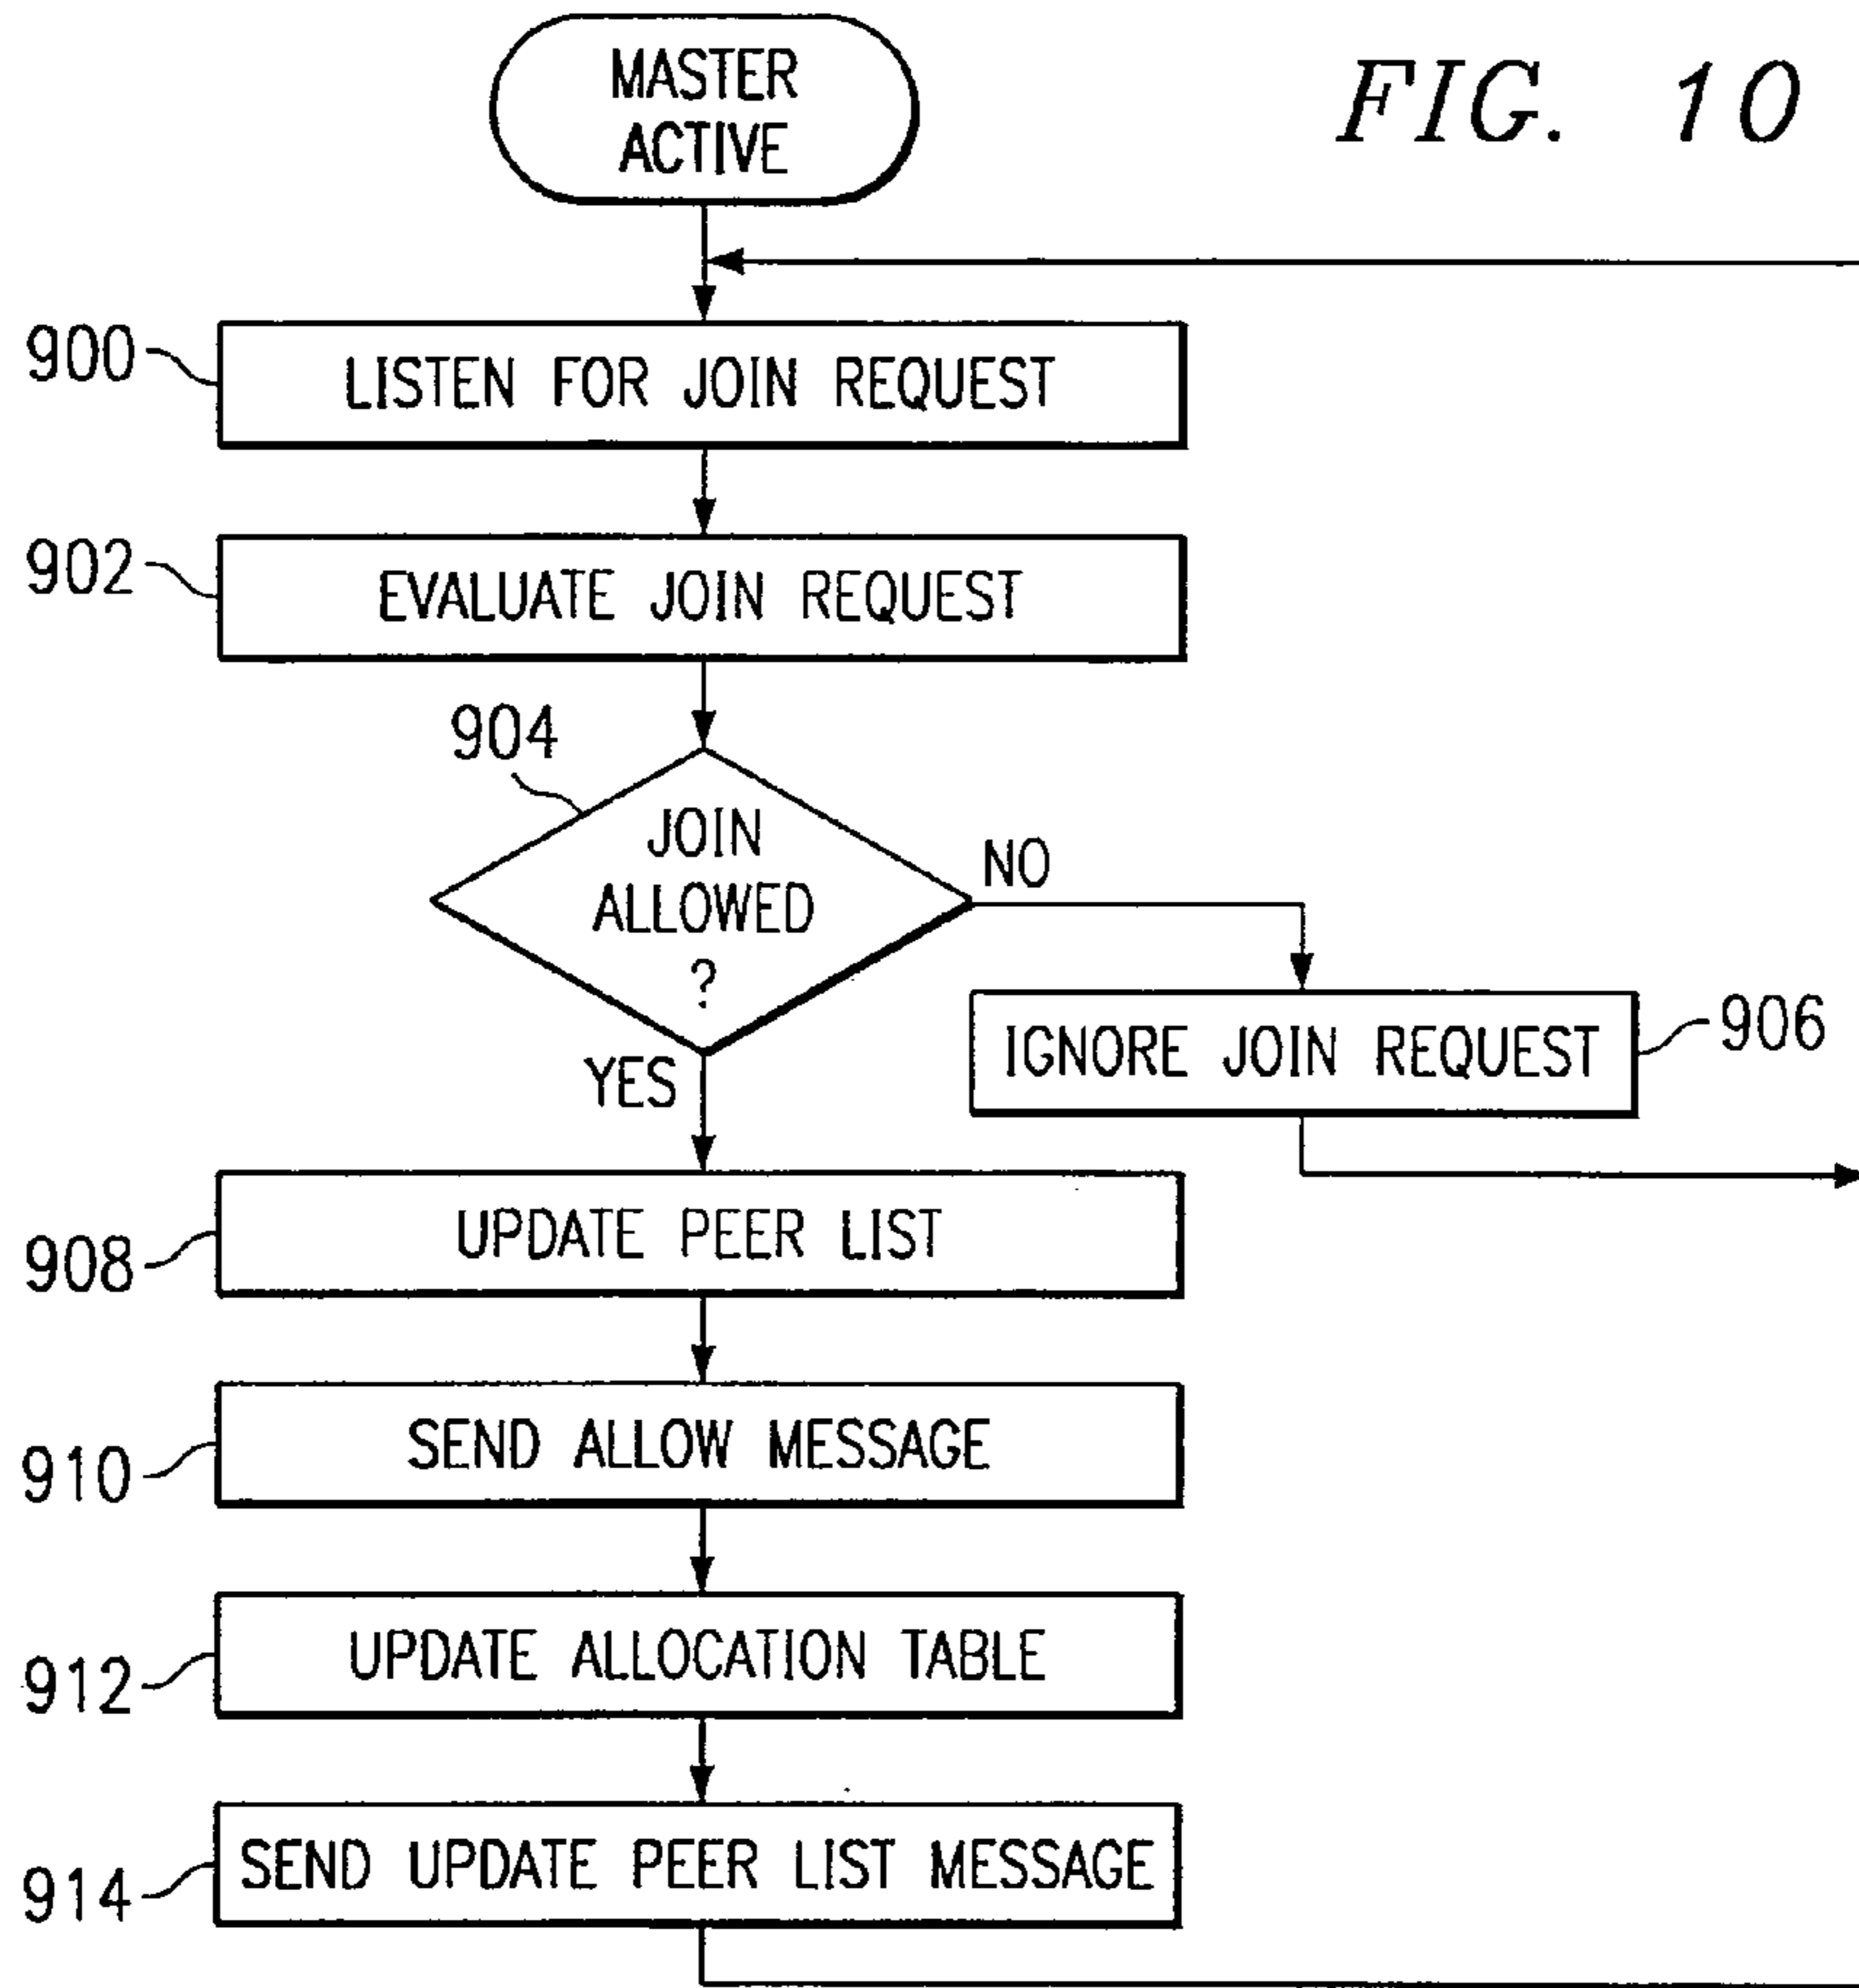 FIG. 10
MASTER
ACTIVE
900
LISTEN FOR JOIN REQUEST
902
EVALUATE JOIN REQUEST
904
JOIN
ALLOWED
?
NO
YES
IGNORE JOIN REQUEST
906
908
UPDATE PEER LIST
910
SEND ALLOW MESSAGE
912
UPDATE ALLOCATION TABLE
914
SEND UPDATE PEER LIST MESSAGE